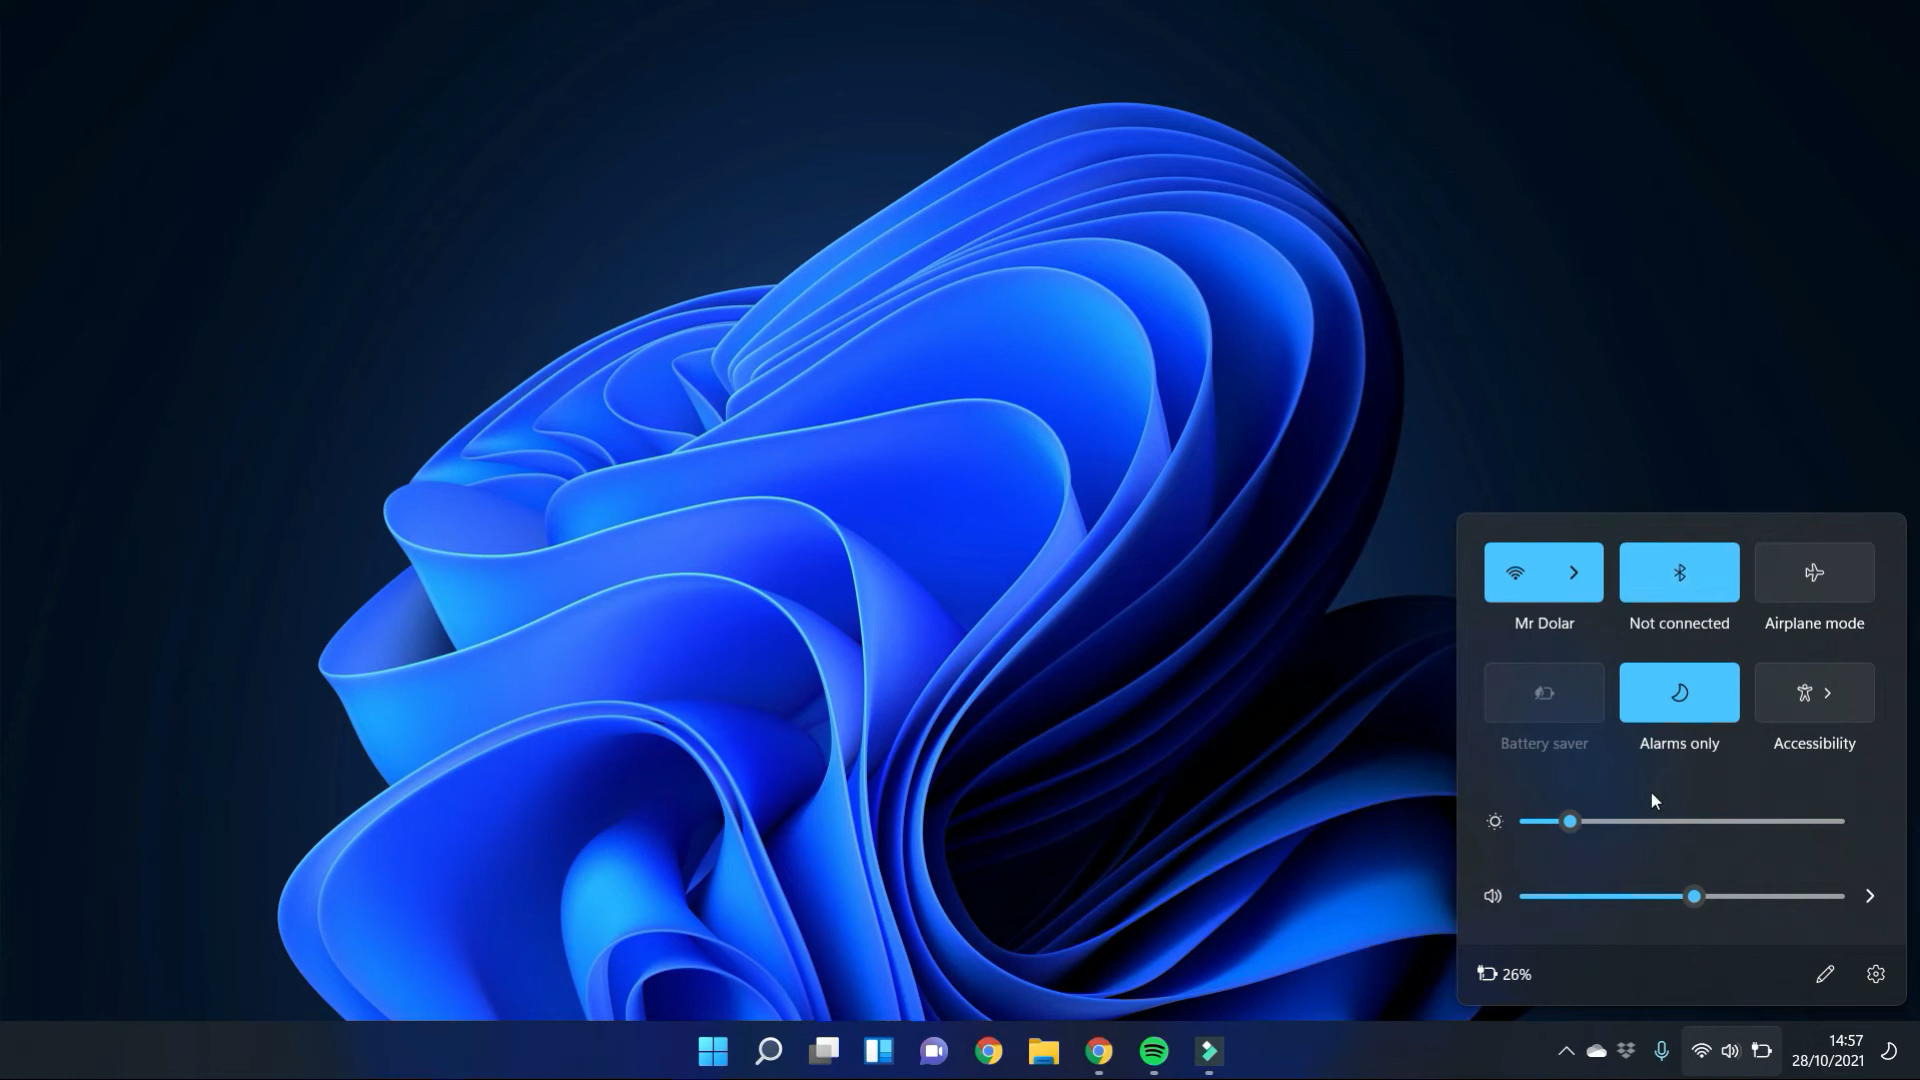 Mr Dolar
Not connected
Airplane mode
Battery saver
Alarms only
Accessibility
26%
14:57
28/10/2021